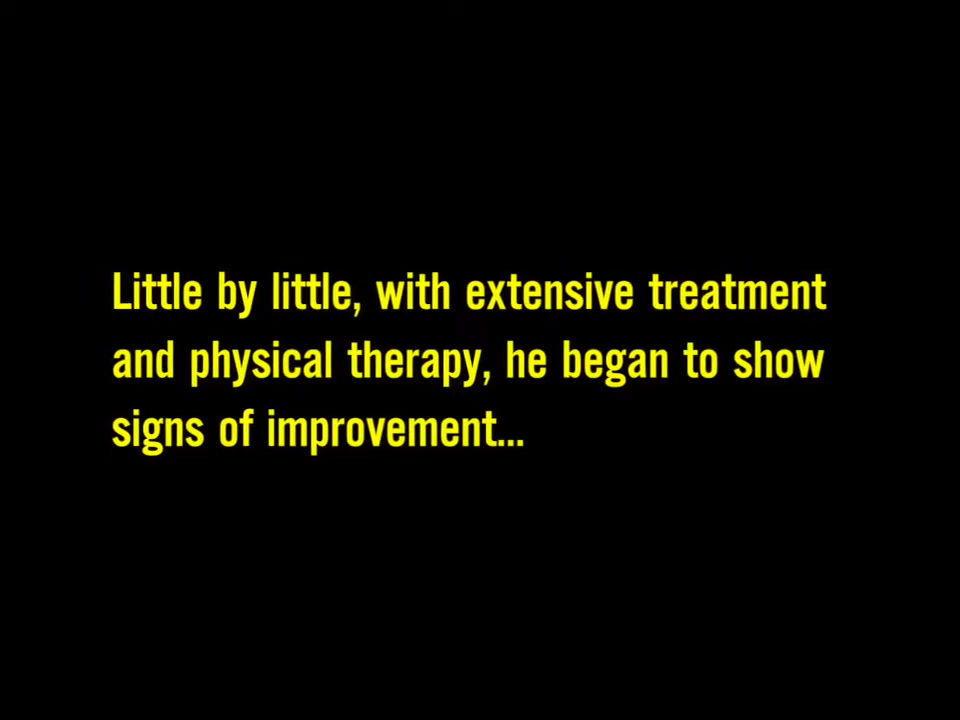 Little by little, with extensive treatment
and physical therapy, he began to show
signs of improvement...